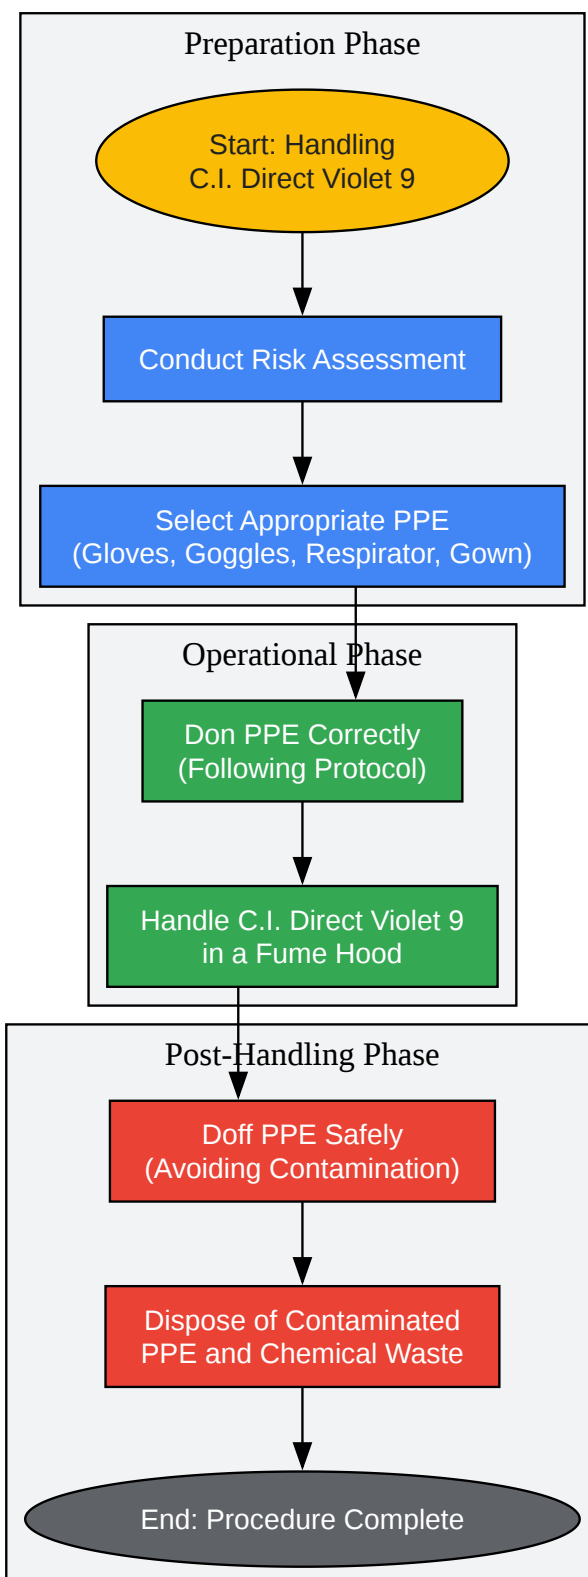 Preparation Phase
Start: Handling
C.I. Direct Violet 9
Conduct Risk Assessment
Select Appropriate PPE
(Gloves, Goggles, Respirator, Gown)
Operational Phase
Don PPE Correctly
(Following Protocol)
Handle C.I. Direct Violet 9
in a Fume Hood
Post-Handling Phase
Doff PPE Safely
(Avoiding Contamination)
Dispose of Contaminated
PPE and Chemical Waste
End: Procedure Complete